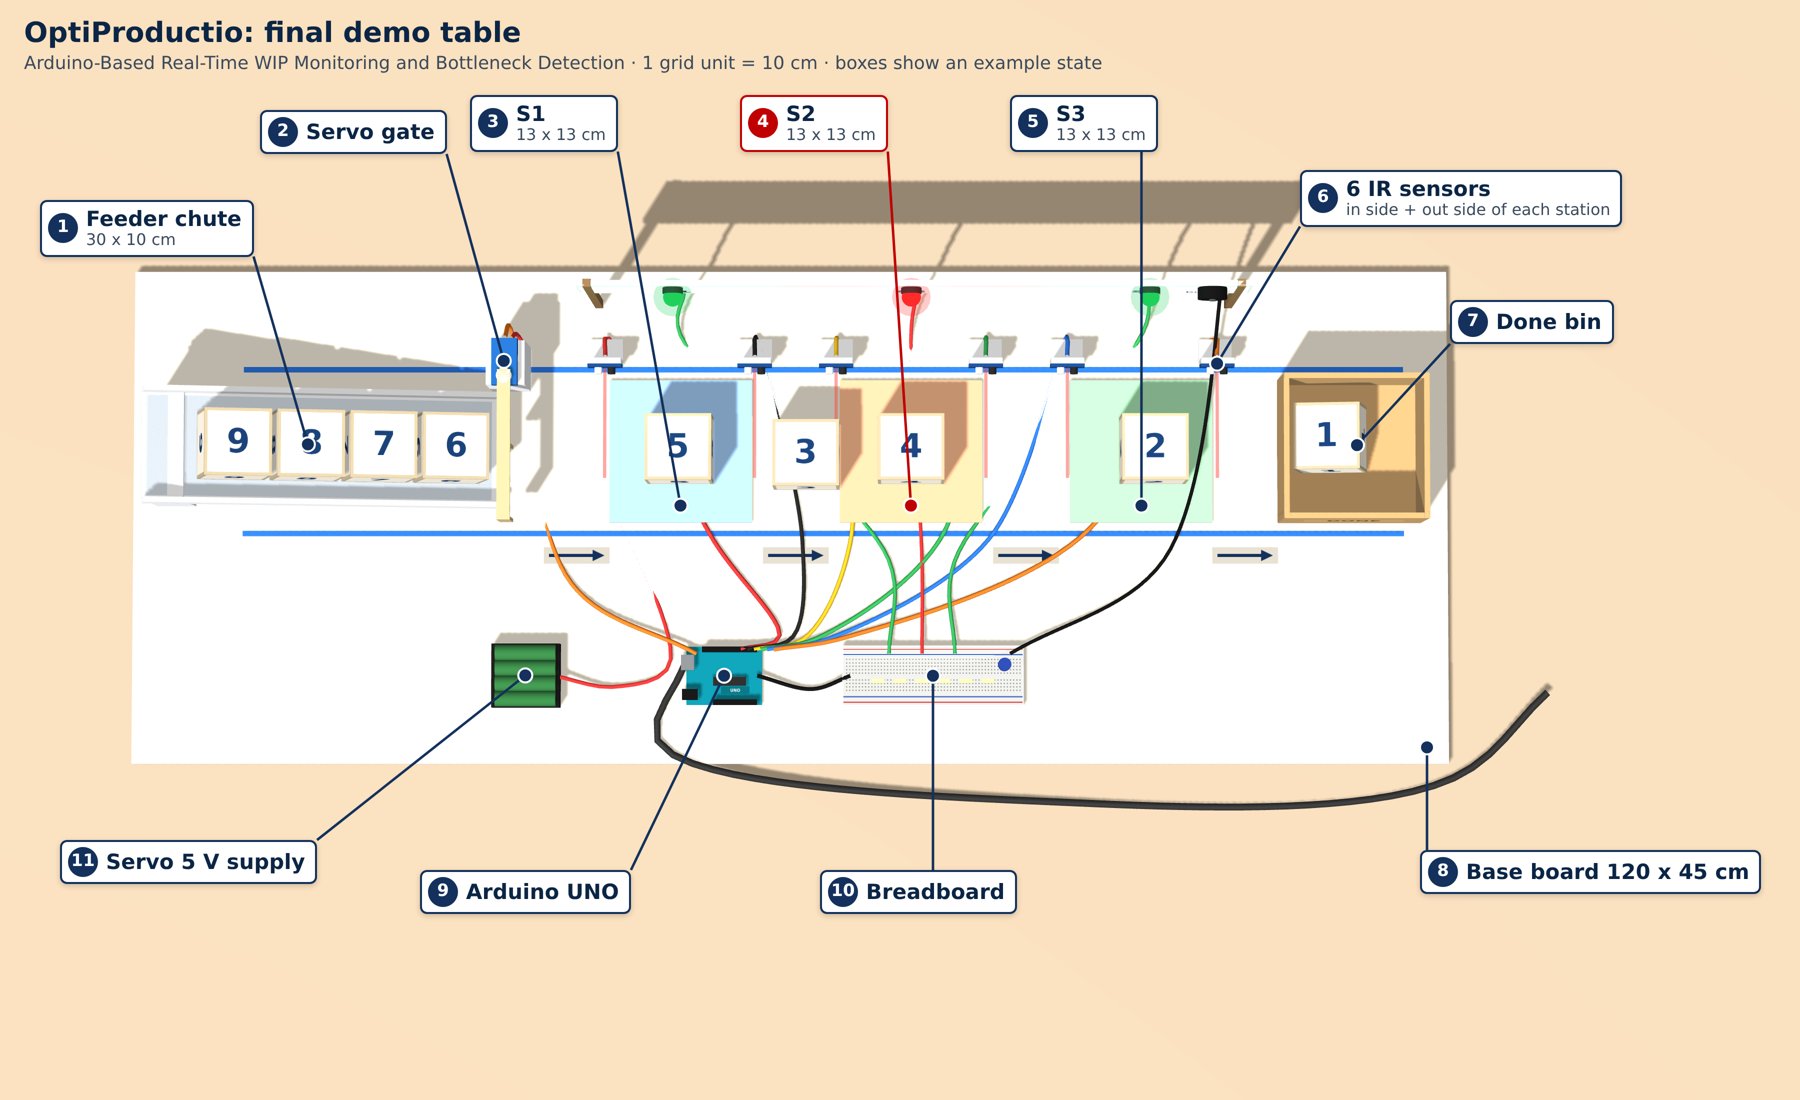 OptiProductio: final demo table
Arduino-Based Real-Time WIP Monitoring and Bottleneck Detection · 1 grid unit = 10 cm · boxes show an example state
3 S1
13 x 13 cm
4 S2
13 x 13 cm
5 S3
13 x 13 cm
2 Servo gate
6 6 IR sensors
in side + out side of each station
1 Feeder chute
30 x 10 cm
7 Done bin
9 8 7 6 5 3 4 2 1
UNO
11 Servo 5 V supply
9 Arduino UNO
10 Breadboard
8 Base board 120 x 45 cm